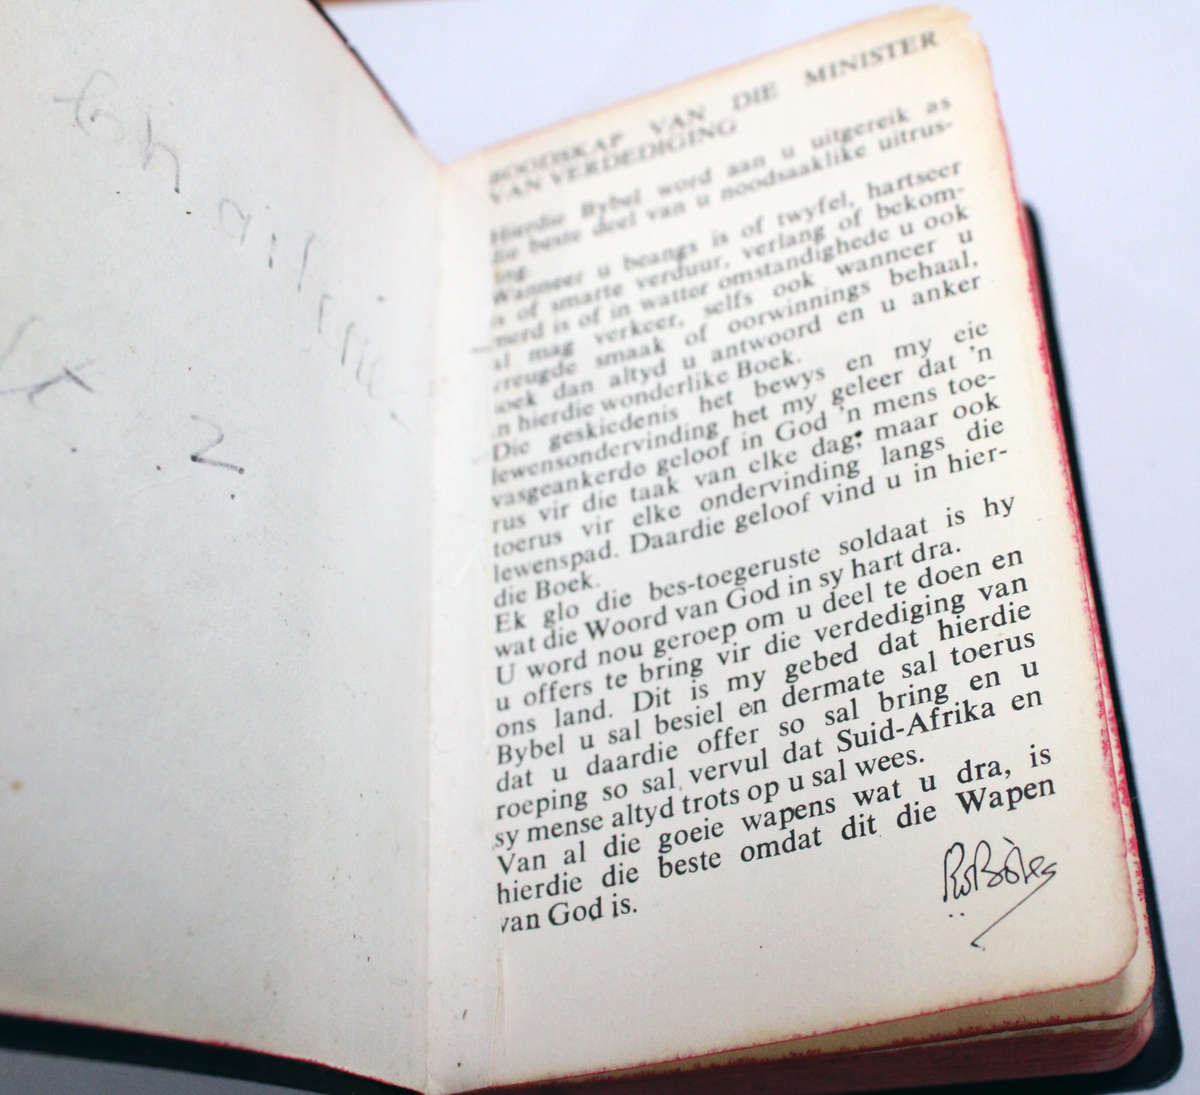 2.
BOODSKAP VAN DIE MINISTER
VAN VERDEDIGING
Hierdie Bybel word aan u uitgereik as
die beste deel van u noodsaaklike uitrus-
ing.
Wanneer u beangs is of twyfel, hartseer
is of smarte verduur, verlang of bekom-
merd is of in watter omstandighede u ook
al mag verkeer, selfs ook wanneer u
vreugde smaak of oorwinnings behaal,
soek dan altyd u antwoord en u anker
in hierdie wonderlike Boek.
Die geskiedenis het bewys en my eie
lewensondervinding het my geleer dat 'n
vasgeankerde geloof in God 'n mens toe-
rus vir die taak van elke dag; maar ook
toerus vir elke ondervinding langs die
lewenspad. Daardie geloof vind u in hier-
die Boek.
Ek glo die bes-toegeruste soldaat is hy
wat die Woord van God in sy hart dra.
U word nou geroep om u deel te doen en
u offers te bring vir die verdediging van
ons land. Dit is my gebed dat hierdie
Bybel u sal besiel en dermate sal toerus
dat u daardie offer so sal bring en u
roeping so sal vervul dat Suid-Afrika en
sy mense altyd trots op u sal wees.
Van al die goeie wapens wat u dra, is
hierdie die beste omdat dit die Wapen
van God is.